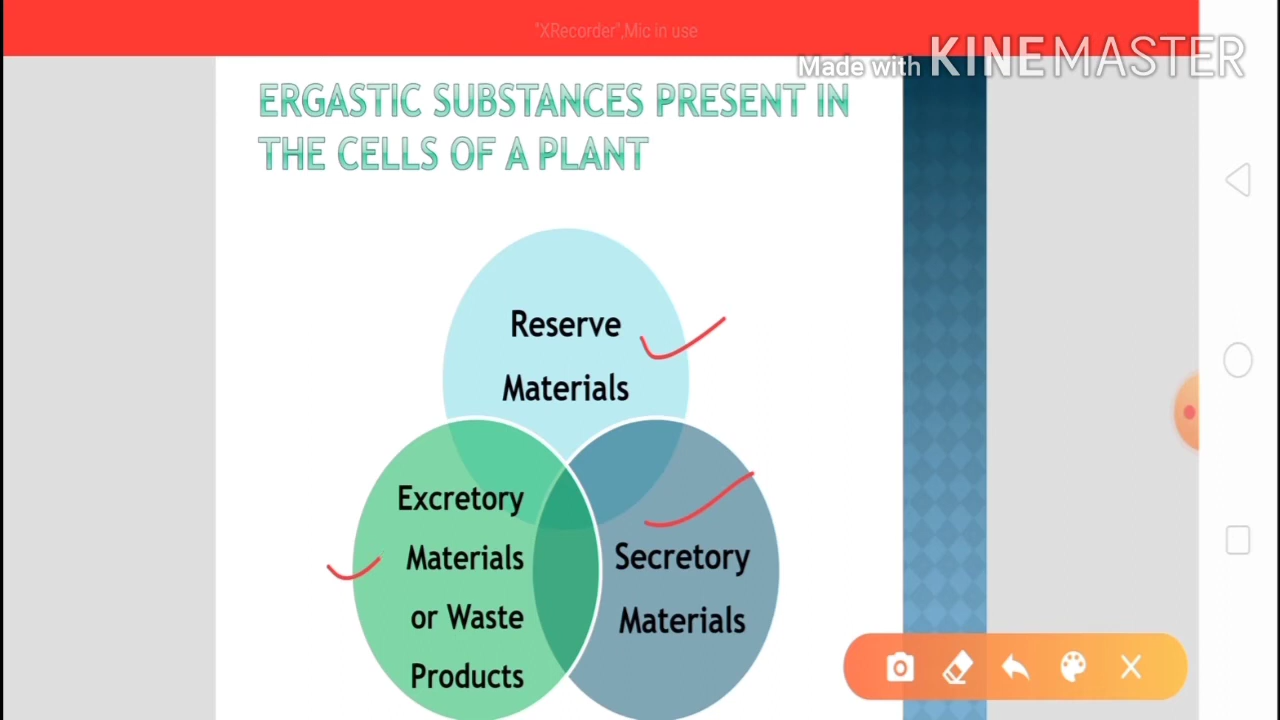 "XRecorder",Mic in use
Made with KINEMASTER
ERGASTIC SUBSTANCES PRESENT IN
THE CELLS OF A PLANT
Reserve
Materials
Excretory
Materials
or Waste
Products
Secretory
Materials